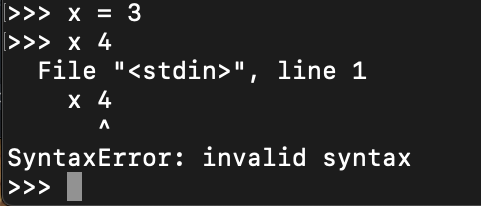 >>> x = 3
>>> x 4
  File "<stdin>", line 1
    x 4
      ^
SyntaxError: invalid syntax
>>>